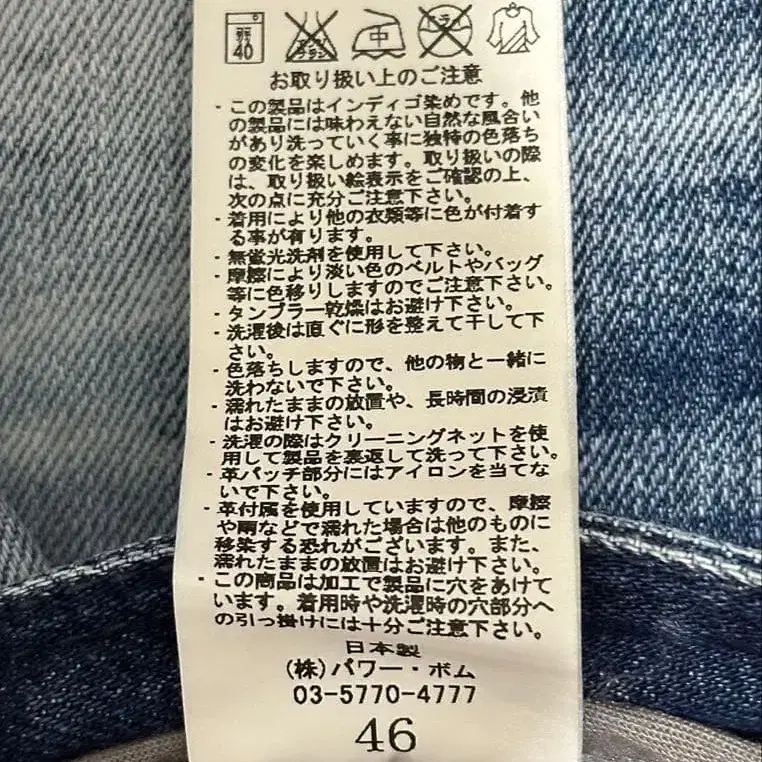 弱 40
エンソ サラシ
中
ドライ
お取り扱い上のご注意
・この製品はインディゴ染めです。他
の製品には味わえない自然な風合い
があり洗っていく事に独特の色落ち
の変化を楽しめます。取り扱いの際
は、取り扱い絵表示をご確認の上、
次の点に充分ご注意下さい。
・着用により他の衣類等に色が付着す
る事が有ります。
・無蛍光洗剤を使用して下さい。
・摩擦により淡い色のベルトやバッグ
等に色移りしますのでご注意下さい。
・タンブラー乾燥はお避け下さい。
・洗濯後は直ぐに形を整えて干して下
さい。
・色落ちしますので、他の物と一緒に
洗わないで下さい。
・濡れたままの放置や、長時間の浸漬
はお避け下さい。
・洗濯の際はクリーニングネットを使
用して製品を裏返して洗って下さい。
・革パッチ部分にはアイロンを当てな
いで下さい。
・革付属を使用していますので、摩擦
や雨などで濡れた場合は他のものに
移染する恐れがございます。また、
濡れたままの放置はお避け下さい。
・この商品は加工で製品に穴をあけて
います。着用時や洗濯時の穴部分へ
の引っ掛けには十分ご注意下さい。
日本製
(株)パワー・ボム
03-5770-4777
46